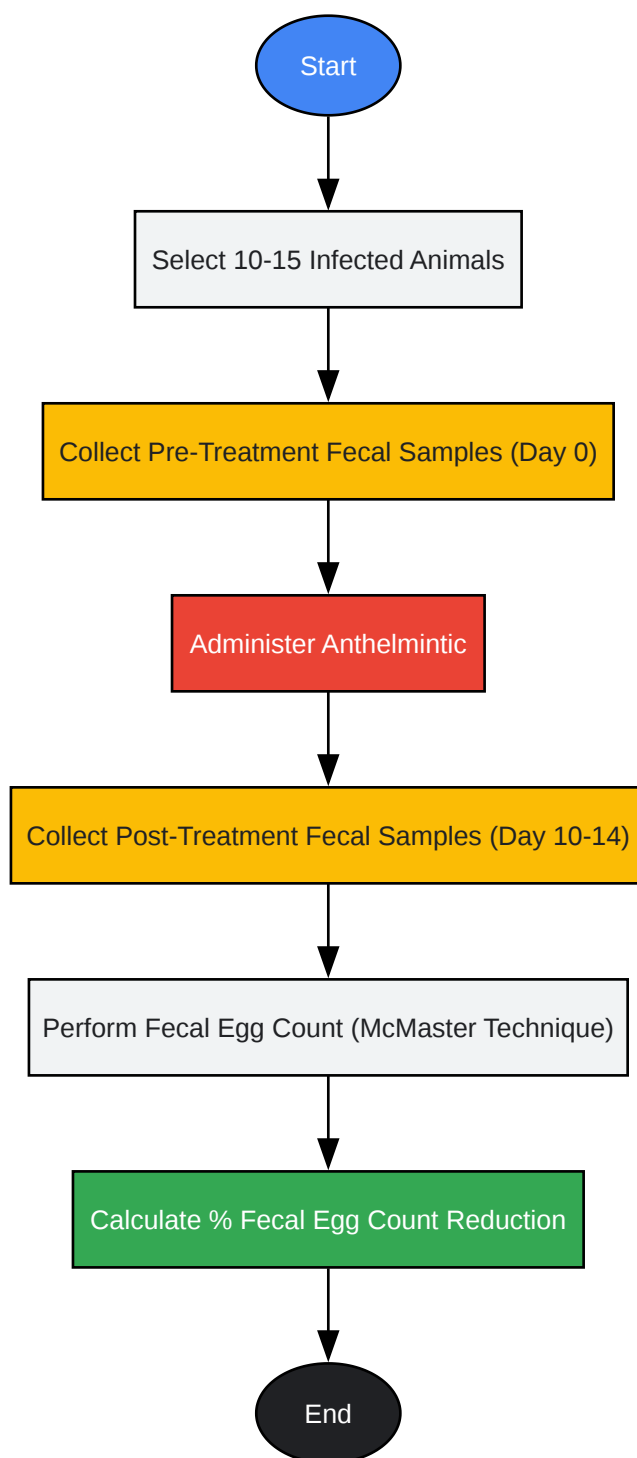 Start
Select 10-15 Infected Animals
Collect Pre-Treatment Fecal Samples (Day 0)
Administer Anthelmintic
Collect Post-Treatment Fecal Samples (Day 10-14)
Perform Fecal Egg Count (McMaster Technique)
Calculate % Fecal Egg Count Reduction
End